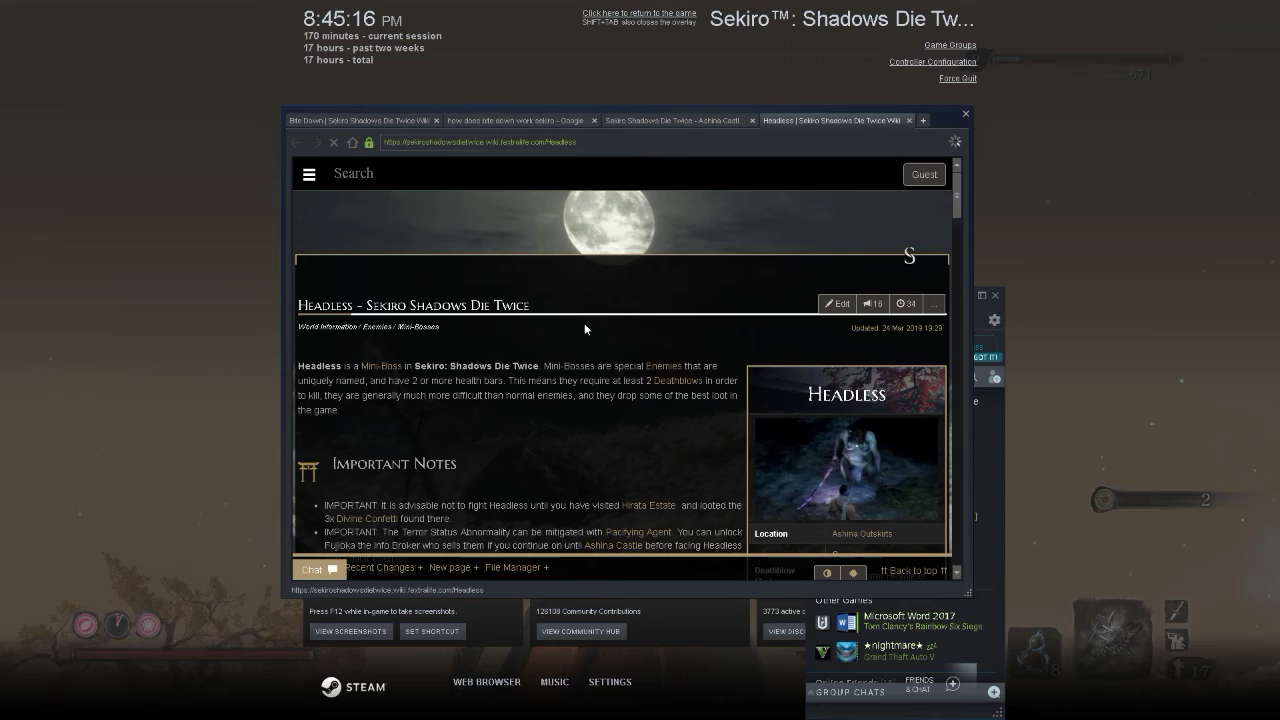 8:45:16 PM
170 minutes - current session
17 hours - past two weeks
17 hours - total
Click here to return to the game
SHIFT+TAB also closes the overlay
Sekiro™: Shadows Die Tw...
Game Groups
Controller Configuration
Force Quit
671
Bite Down | Sekiro Shadows Die Twice Wiki
how does bite down work sekiro - Google
Sekiro Shadows Die Twice - Ashina Castl...
Headless | Sekiro Shadows Die Twice Wiki
https://sekiroshadowsdietwice.wiki.fextralife.com/Headless
Search
Guest
S
Headless - Sekiro Shadows Die Twice
Edit 16 34 ...
World Information / Enemies / Mini-Bosses
Updated: 24 Mar 2019 19:29
Headless is a Mini-Boss in Sekiro: Shadows Die Twice. Mini-Bosses are special Enemies that are
uniquely named, and have 2 or more health bars. This means they require at least 2 Deathblows in order
to kill, they are generally much more difficult than normal enemies, and they drop some of the best loot in
the game.
Headless
Important Notes
IMPORTANT: It is advisable not to fight Headless until you have visited Hirata Estate and looted the
3x Divine Confetti found there.
IMPORTANT: The Terror Status Abnormality can be mitigated with Pacifying Agent. You can unlock
Fujioka the Info Broker who sells them if you continue on until Ashina Castle before facing Headless
Location
Ashina Outskirts
Deathblow
Chat
Recent Changes + New page + File Manager +
Back to top
https://sekiroshadowsdietwice.wiki.fextralife.com/Headless
GOT IT!
2
Press F12 while in-game to take screenshots.
VIEW SCREENSHOTS
SET SHORTCUT
126108 Community Contributions
VIEW COMMUNITY HUB
3773 active
VIEW DISC
Other Games
Microsoft Word 2017
Tom Clancy's Rainbow Six Siege
★nightmare★
Grand Theft Auto V
8
17
STEAM
WEB BROWSER
MUSIC
SETTINGS
FRIENDS
& CHAT
GROUP CHATS